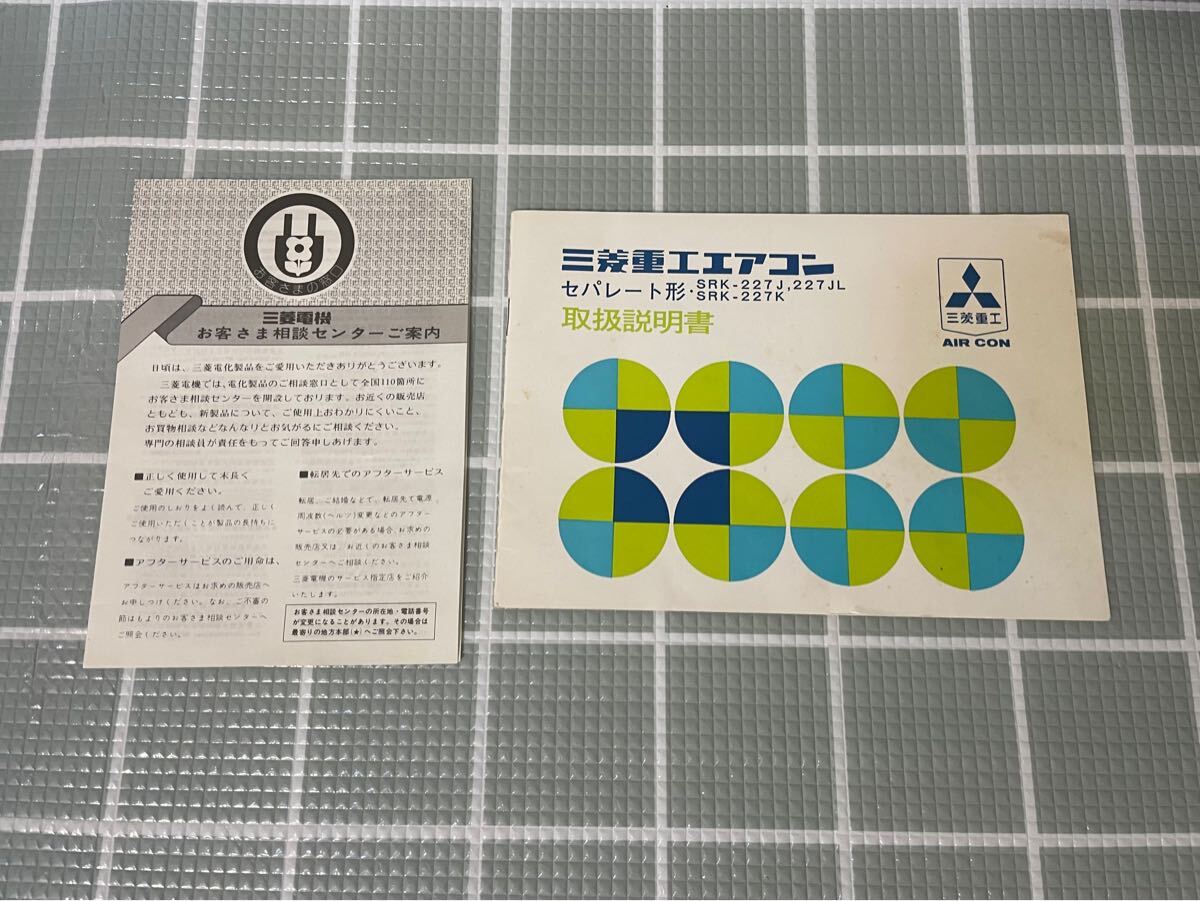 お客さまの窓口
三菱電機
お客さま相談センターご案内
日頃は、三菱電化製品をご愛用いただきありがとうございます。
三菱電機では、電化製品のご相談窓口として全国110箇所に
お客さま相談センターを開設しております。お近くの販売店
ともども、新製品について、ご使用上おわかりにくいこと、
お買物相談などなんなりとお気がるにご相談ください。
専門の相談員が責任をもってご回答申しあげます。
■正しく使用して末長く
ご愛用ください。
ご使用のしおりをよく読んで、正しく
ご使用いただくことが製品の長持ちに
つながります。
■アフターサービスのご用命は、
アフターサービスはお求めの販売店へ
お申しつけください。なお、ご不審の
節はもよりのお客さま相談センターへ
ご照会ください。
■転居先でのアフターサービス
転居、ご結婚などで、転居先で電源
周波数(ヘルツ)変更などのアフター
サービスの必要がある場合、お求めの
販売店又は、お近くのお客さま相談
センターへご相談ください。
三菱電機のサービス指定店をご紹介
いたします。
お客さま相談センターの所在地・電話番号
が変更になることがあります。その場合は
最寄りの地方本部(★)へご照会下さい。
三菱重工エアコン
セパレート形・SRK-227J,227JL
SRK-227K
取扱説明書
三菱重工
AIR CON